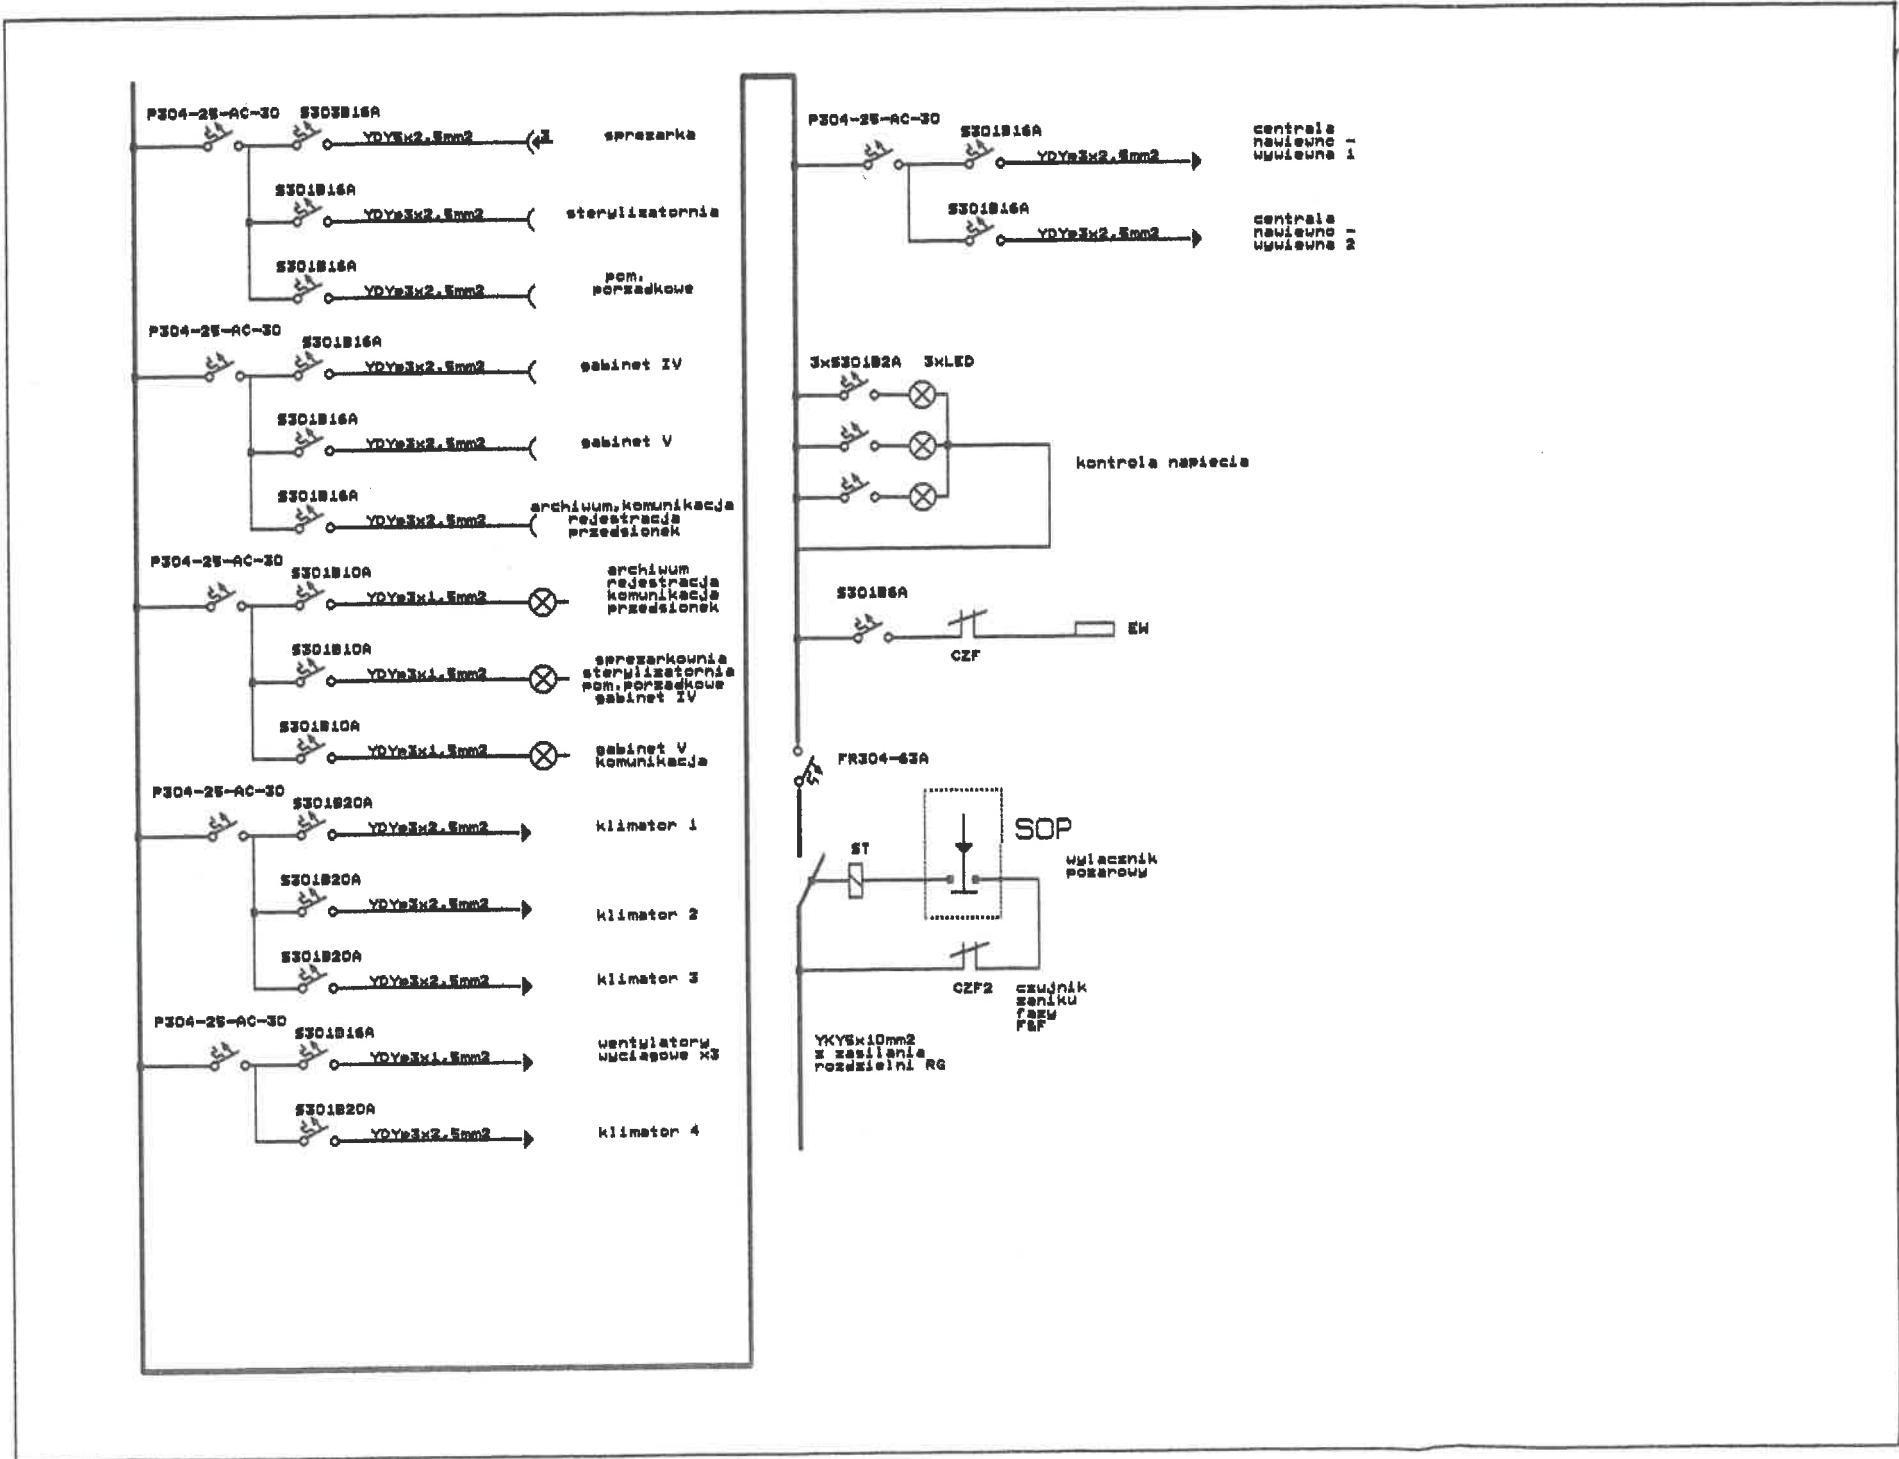 P304-25-AC-30 S303B16A
YDY5x2.5mm2 3 sprezarka
S301B16A
YDYp3x2.5mm2 sterylizatornia
S301B16A
YDYp3x2.5mm2 pom.
porzadkowe
P304-25-AC-30
S301B16A
YDYp3x2.5mm2 gabinet IV
S301B16A
YDYp3x2.5mm2 gabinet V
S301B16A
YDYp3x2.5mm2 archiwum,komunikacja
rejestracja
przedsionek
P304-25-AC-30
S301B10A
YDYp3x1.5mm2 archiwum
rejestracja
komunikacja
przedsionek
S301B10A
YDYp3x1.5mm2 sprezarkownia
sterylizatornia
pom.porzadkowe
gabinet IV
S301B10A
YDYp3x1.5mm2 gabinet V
komunikacja
P304-25-AC-30
S301B20A
YDYp3x2.5mm2 klimator 1
S301B20A
YDYp3x2.5mm2 klimator 2
S301B20A
YDYp3x2.5mm2 klimator 3
P304-25-AC-30
S301B16A
YDYp3x1.5mm2 wentylatory
wyciagowe x3
S301B20A
YDYp3x2.5mm2 klimator 4
P304-25-AC-30
S301B16A
YDYp3x2.5mm2 centrala
nawiewno -
wywiewna 1
S301B16A
YDYp3x2.5mm2 centrala
nawiewno -
wywiewna 2
3xS301B2A 3xLED
kontrola napiecia
S301B6A
CZF EW
FR304-63A
ST SOP
wylacznik
pozarowy
CZF2 czujnik
zaniku
fazy
F&F
YKY5x10mm2
z zasilania
rozdzielni RG